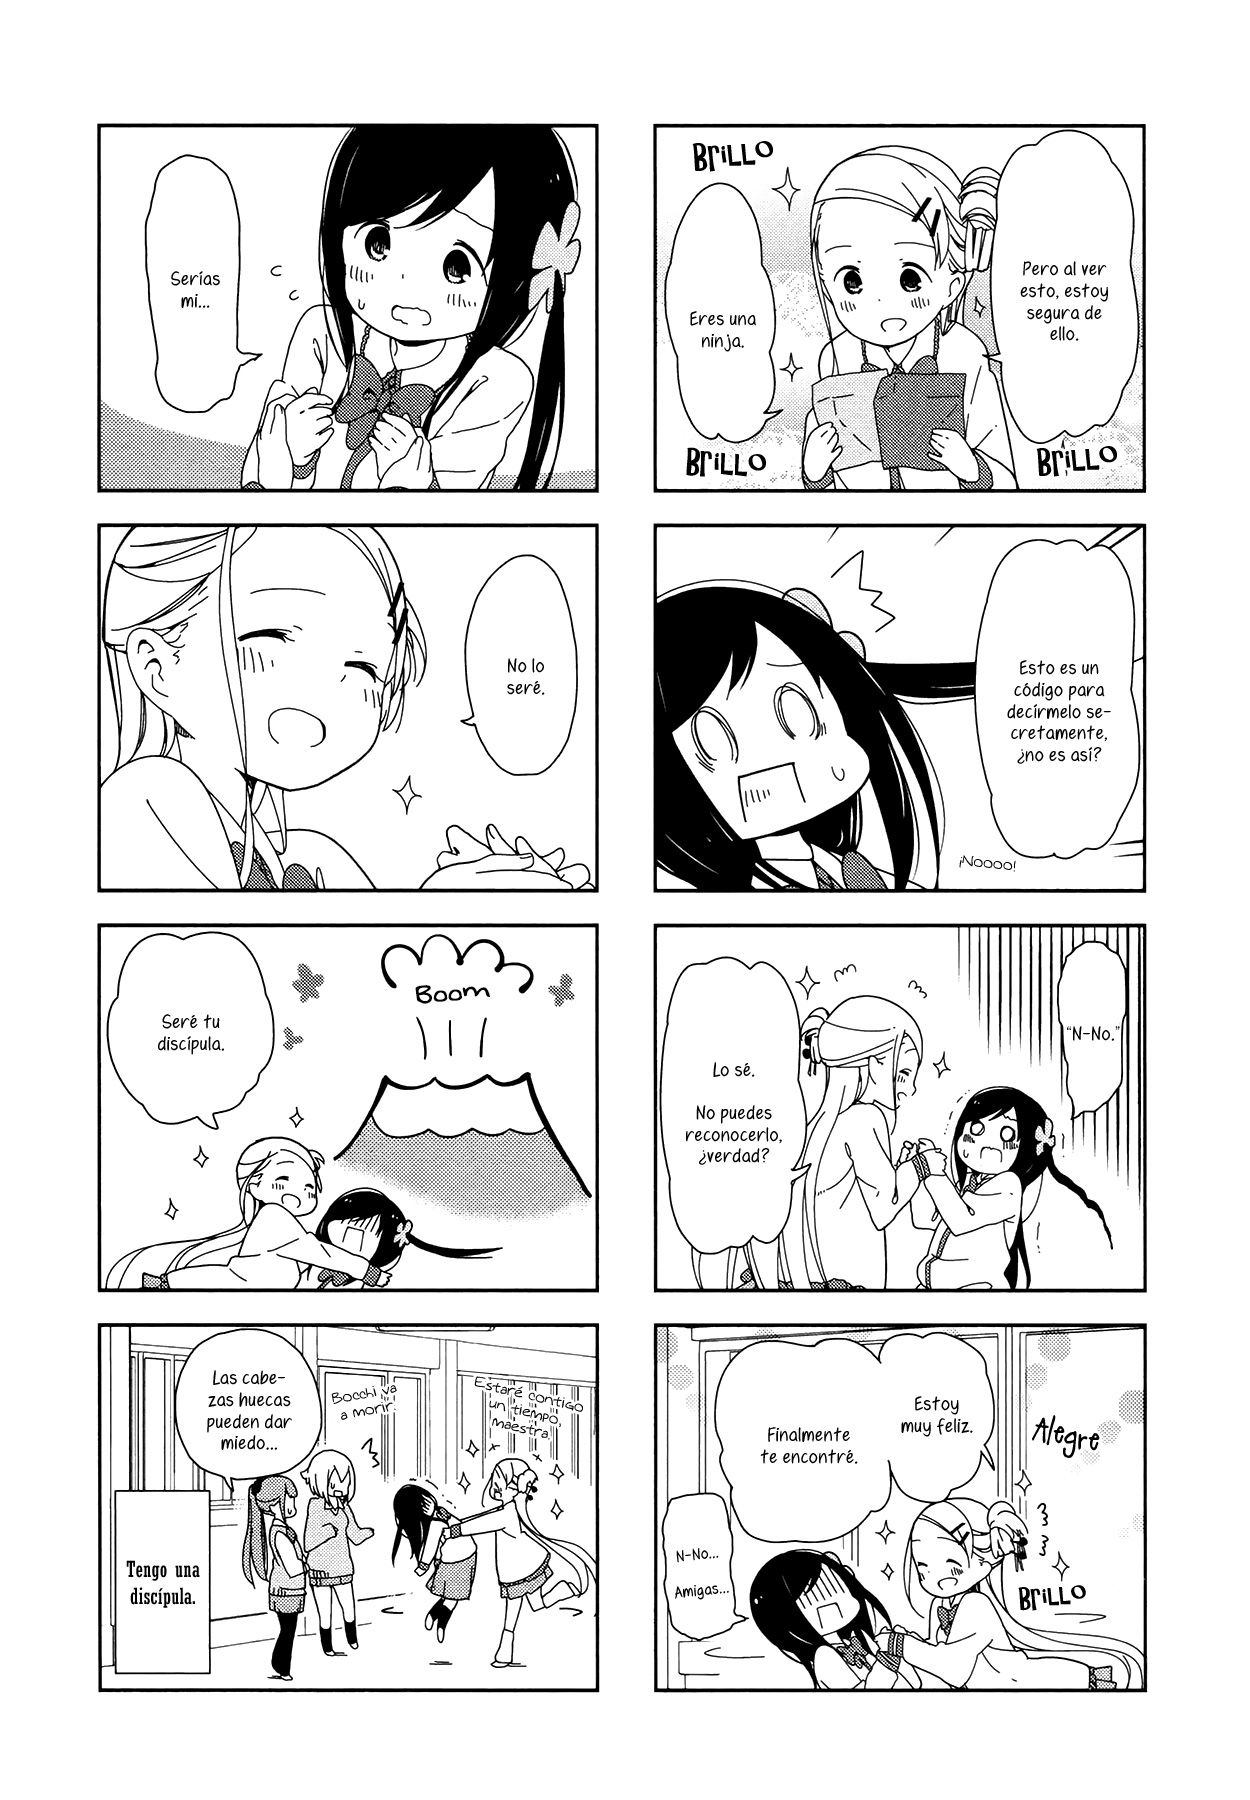 Brillo
Pero al ver
esto, estoy
segura de
ello.
Eres una
ninja.
Brillo
Brillo
Esto es un
código para
decírmelo se-
cretamente,
¿no es así?
¡Noooo!
"N-No."
Lo sé.
No puedes
reconocerlo,
¿verdad?
Estoy
muy feliz.
Finalmente
te encontré.
Alegre
N-No...
Amigas...
Brillo
Serías
mi...
No lo
seré.
Boom
Seré tu
discípula.
Estaré contigo
un tiempo,
maestra.
Bocchi va
a morir.
Las cabe-
zas huecas
pueden dar
miedo...
Tengo una
discípula.